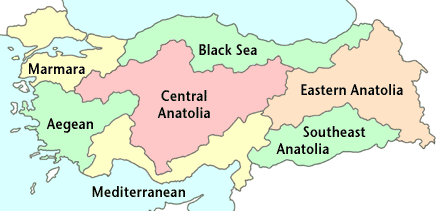 Black Sea
Marmara
Central
Anatolia
Eastern Anatolia
Aegean
Southeast
Anatolia
Mediterranean